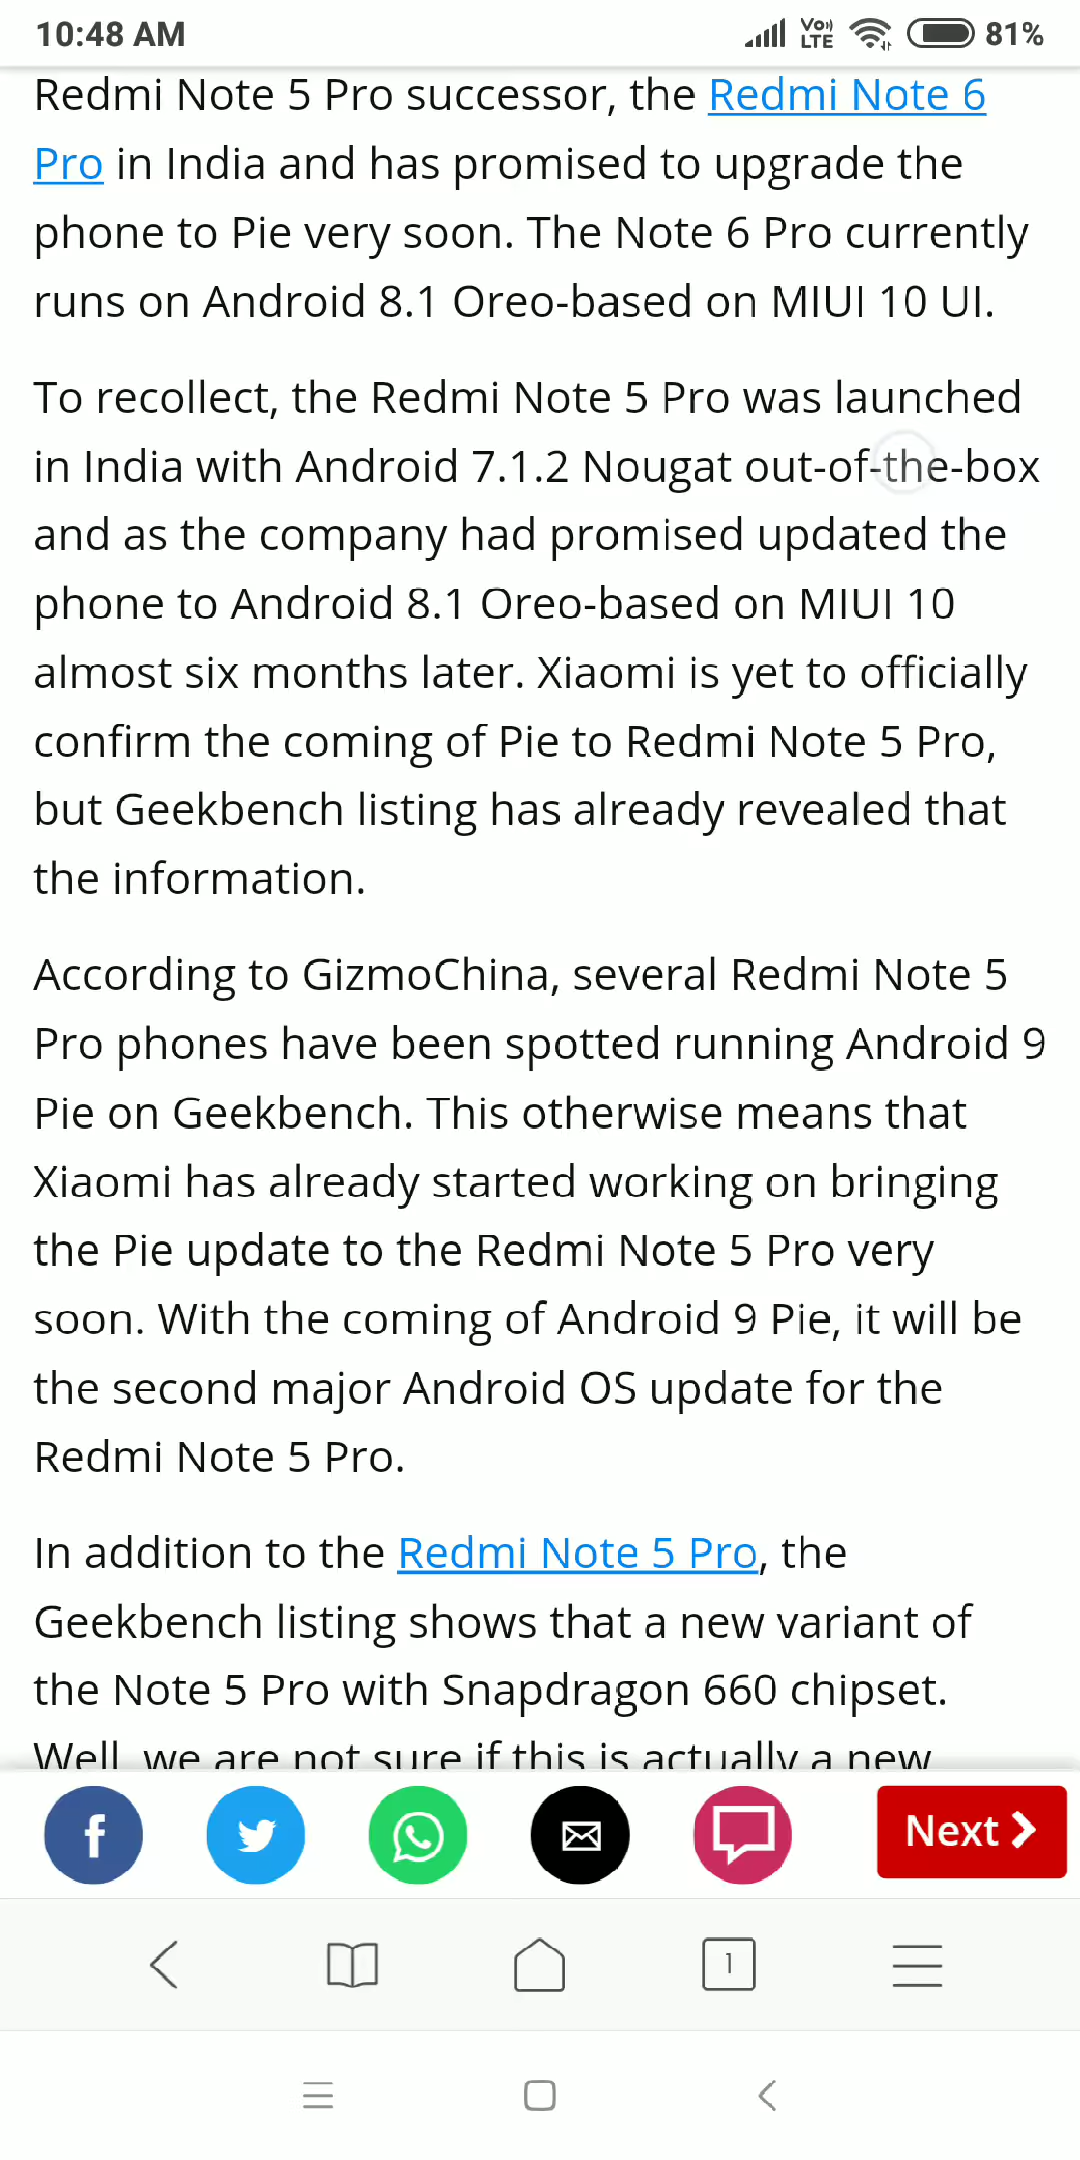 10:48 AM
VO LTE
81%
Redmi Note 5 Pro successor, the Redmi Note 6
Pro in India and has promised to upgrade the
phone to Pie very soon. The Note 6 Pro currently
runs on Android 8.1 Oreo-based on MIUI 10 UI.
To recollect, the Redmi Note 5 Pro was launched
in India with Android 7.1.2 Nougat out-of-the-box
and as the company had promised updated the
phone to Android 8.1 Oreo-based on MIUI 10
almost six months later. Xiaomi is yet to officially
confirm the coming of Pie to Redmi Note 5 Pro,
but Geekbench listing has already revealed that
the information.
According to GizmoChina, several Redmi Note 5
Pro phones have been spotted running Android 9
Pie on Geekbench. This otherwise means that
Xiaomi has already started working on bringing
the Pie update to the Redmi Note 5 Pro very
soon. With the coming of Android 9 Pie, it will be
the second major Android OS update for the
Redmi Note 5 Pro.
In addition to the Redmi Note 5 Pro, the
Geekbench listing shows that a new variant of
the Note 5 Pro with Snapdragon 660 chipset.
Well, we are not sure if this is actually a new
Next
1